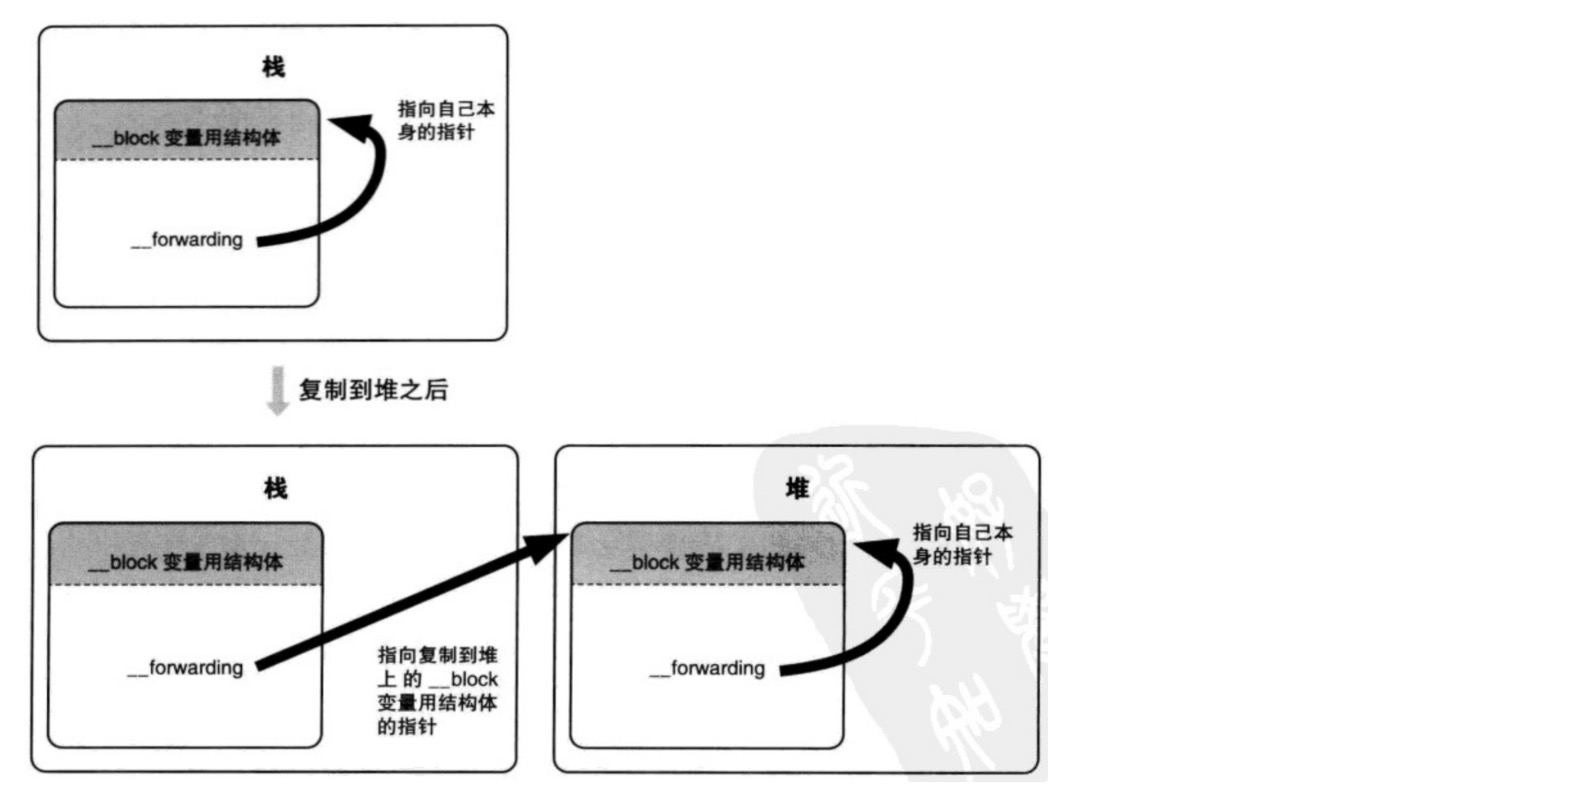 栈
指向自己本
身的指针
__block 变量用结构体
__forwarding
复制到堆之后
栈
__block 变量用结构体
__forwarding
指向复制到堆
上 的 __block
变量用结构体
的指针
堆
指向自己本
身的指针
__block 变量用结构体
__forwarding